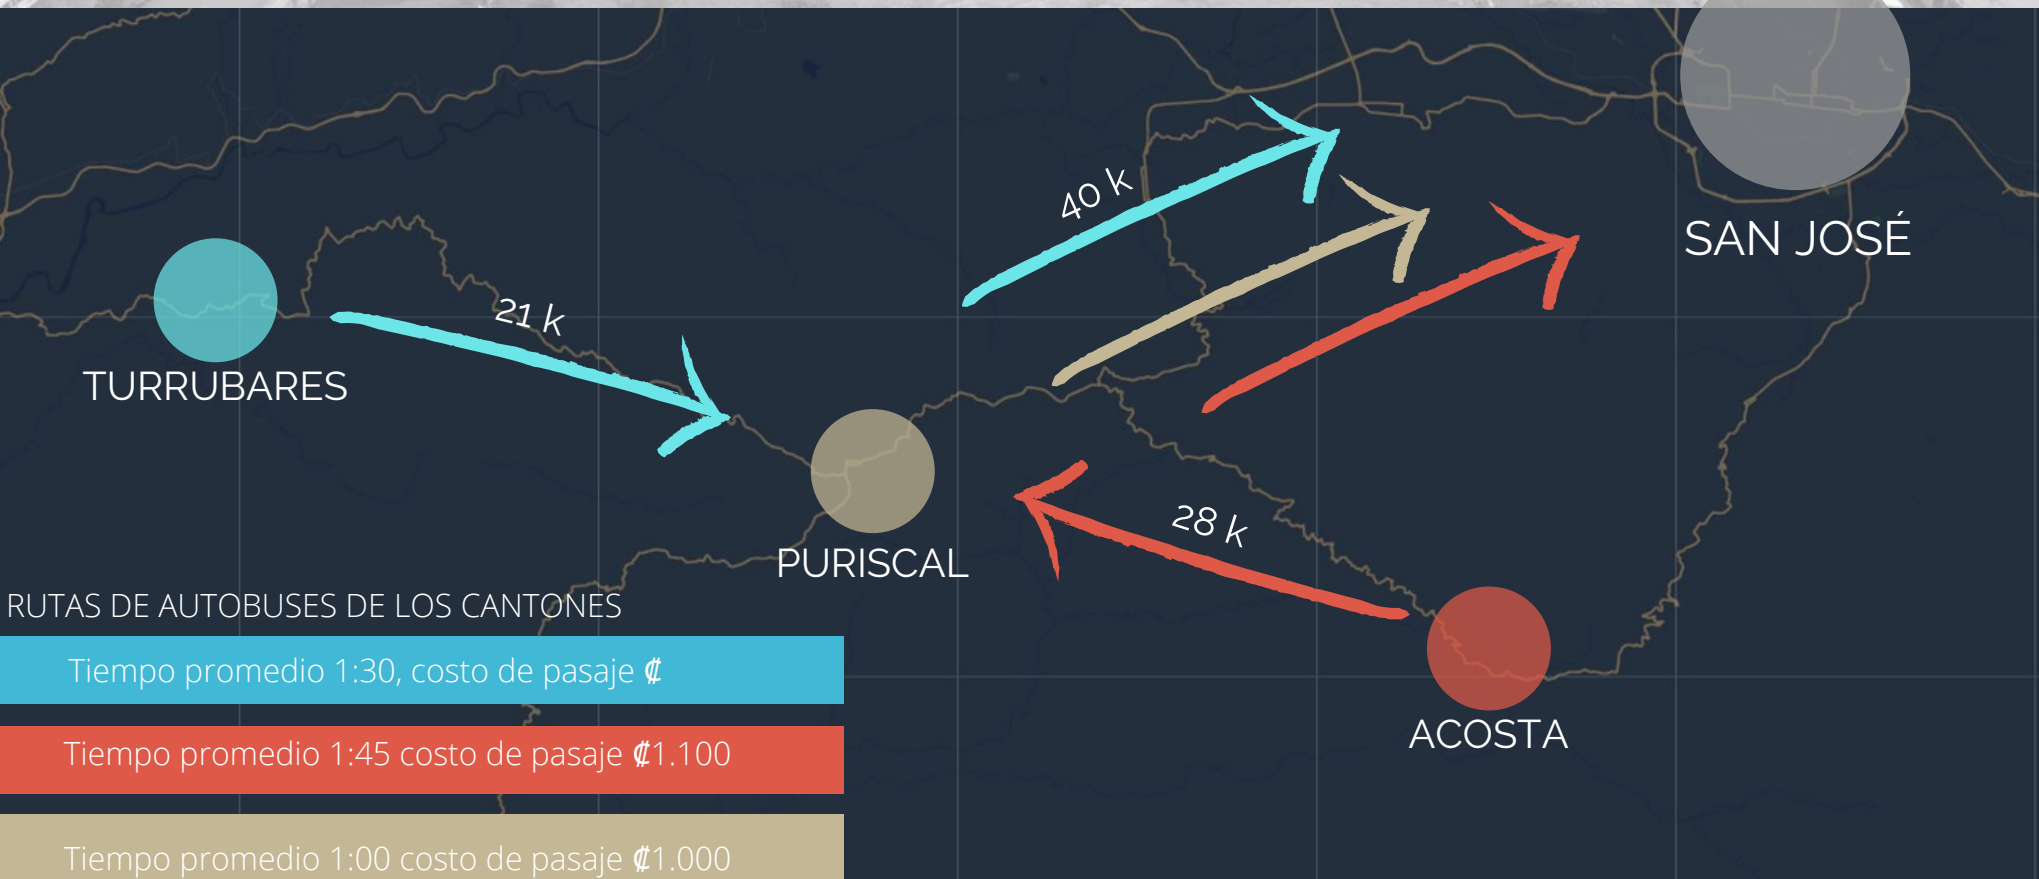 40 k
SAN JOSÉ
21 k
TURRUBARES
28 k
PURISCAL
RUTAS DE AUTOBUSES DE LOS CANTONES
Tiempo promedio 1:30, costo de pasaje ₡
ACOSTA
Tiempo promedio 1:45 costo de pasaje ₡1.100
Tiempo promedio 1:00 costo de pasaje ₡1.000